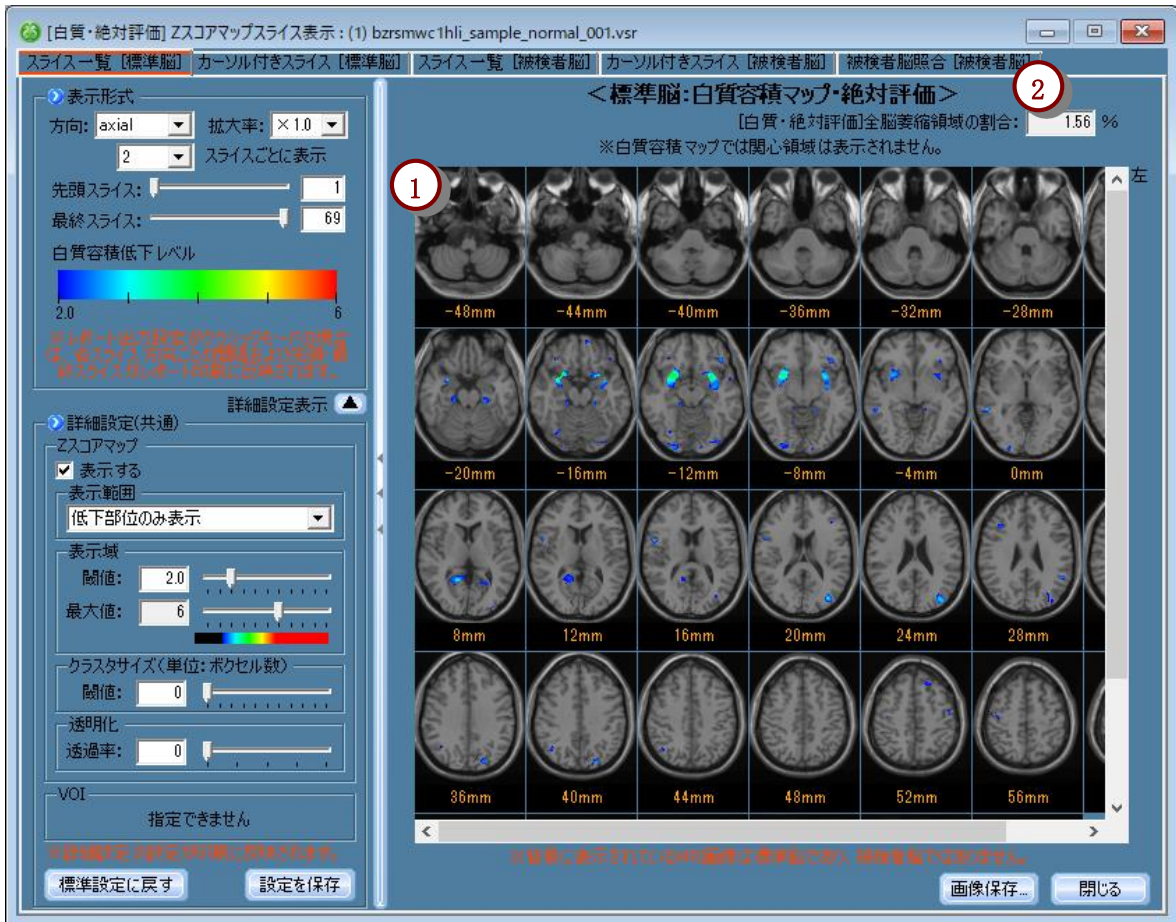 [白質・絶対評価] Zスコアマップスライス表示 : (1) bzrsmwc1hli_sample_normal_001.vsr
スライス一覧 [標準脳] カーソル付きスライス [標準脳] スライス一覧 [被検者脳] カーソル付きスライス [被検者脳] 被検者脳照合 [被検者脳]
表示形式
方向: axial 拡大率: ×1.0
2 スライスごとに表示
先頭スライス: 1
最終スライス: 69
白質容積低下レベル
2.0 6
詳細設定表示
詳細設定(共通)
Zスコアマップ
表示する
表示範囲
低下部位のみ表示
表示域
閾値: 2.0
最大値: 6
クラスタサイズ(単位: ボクセル数)
閾値: 0
透明化
透過率: 0
VOI
指定できません
標準設定に戻す 設定を保存
<標準脳:白質容積マップ・絶対評価>
2
[白質・絶対評価]全脳萎縮領域の割合: 1.56 %
※白質容積マップでは関心領域は表示されません。
1
左
-48mm -44mm -40mm -36mm -32mm -28mm
-20mm -16mm -12mm -8mm -4mm 0mm
8mm 12mm 16mm 20mm 24mm 28mm
36mm 40mm 44mm 48mm 52mm 56mm
画像保存... 閉じる